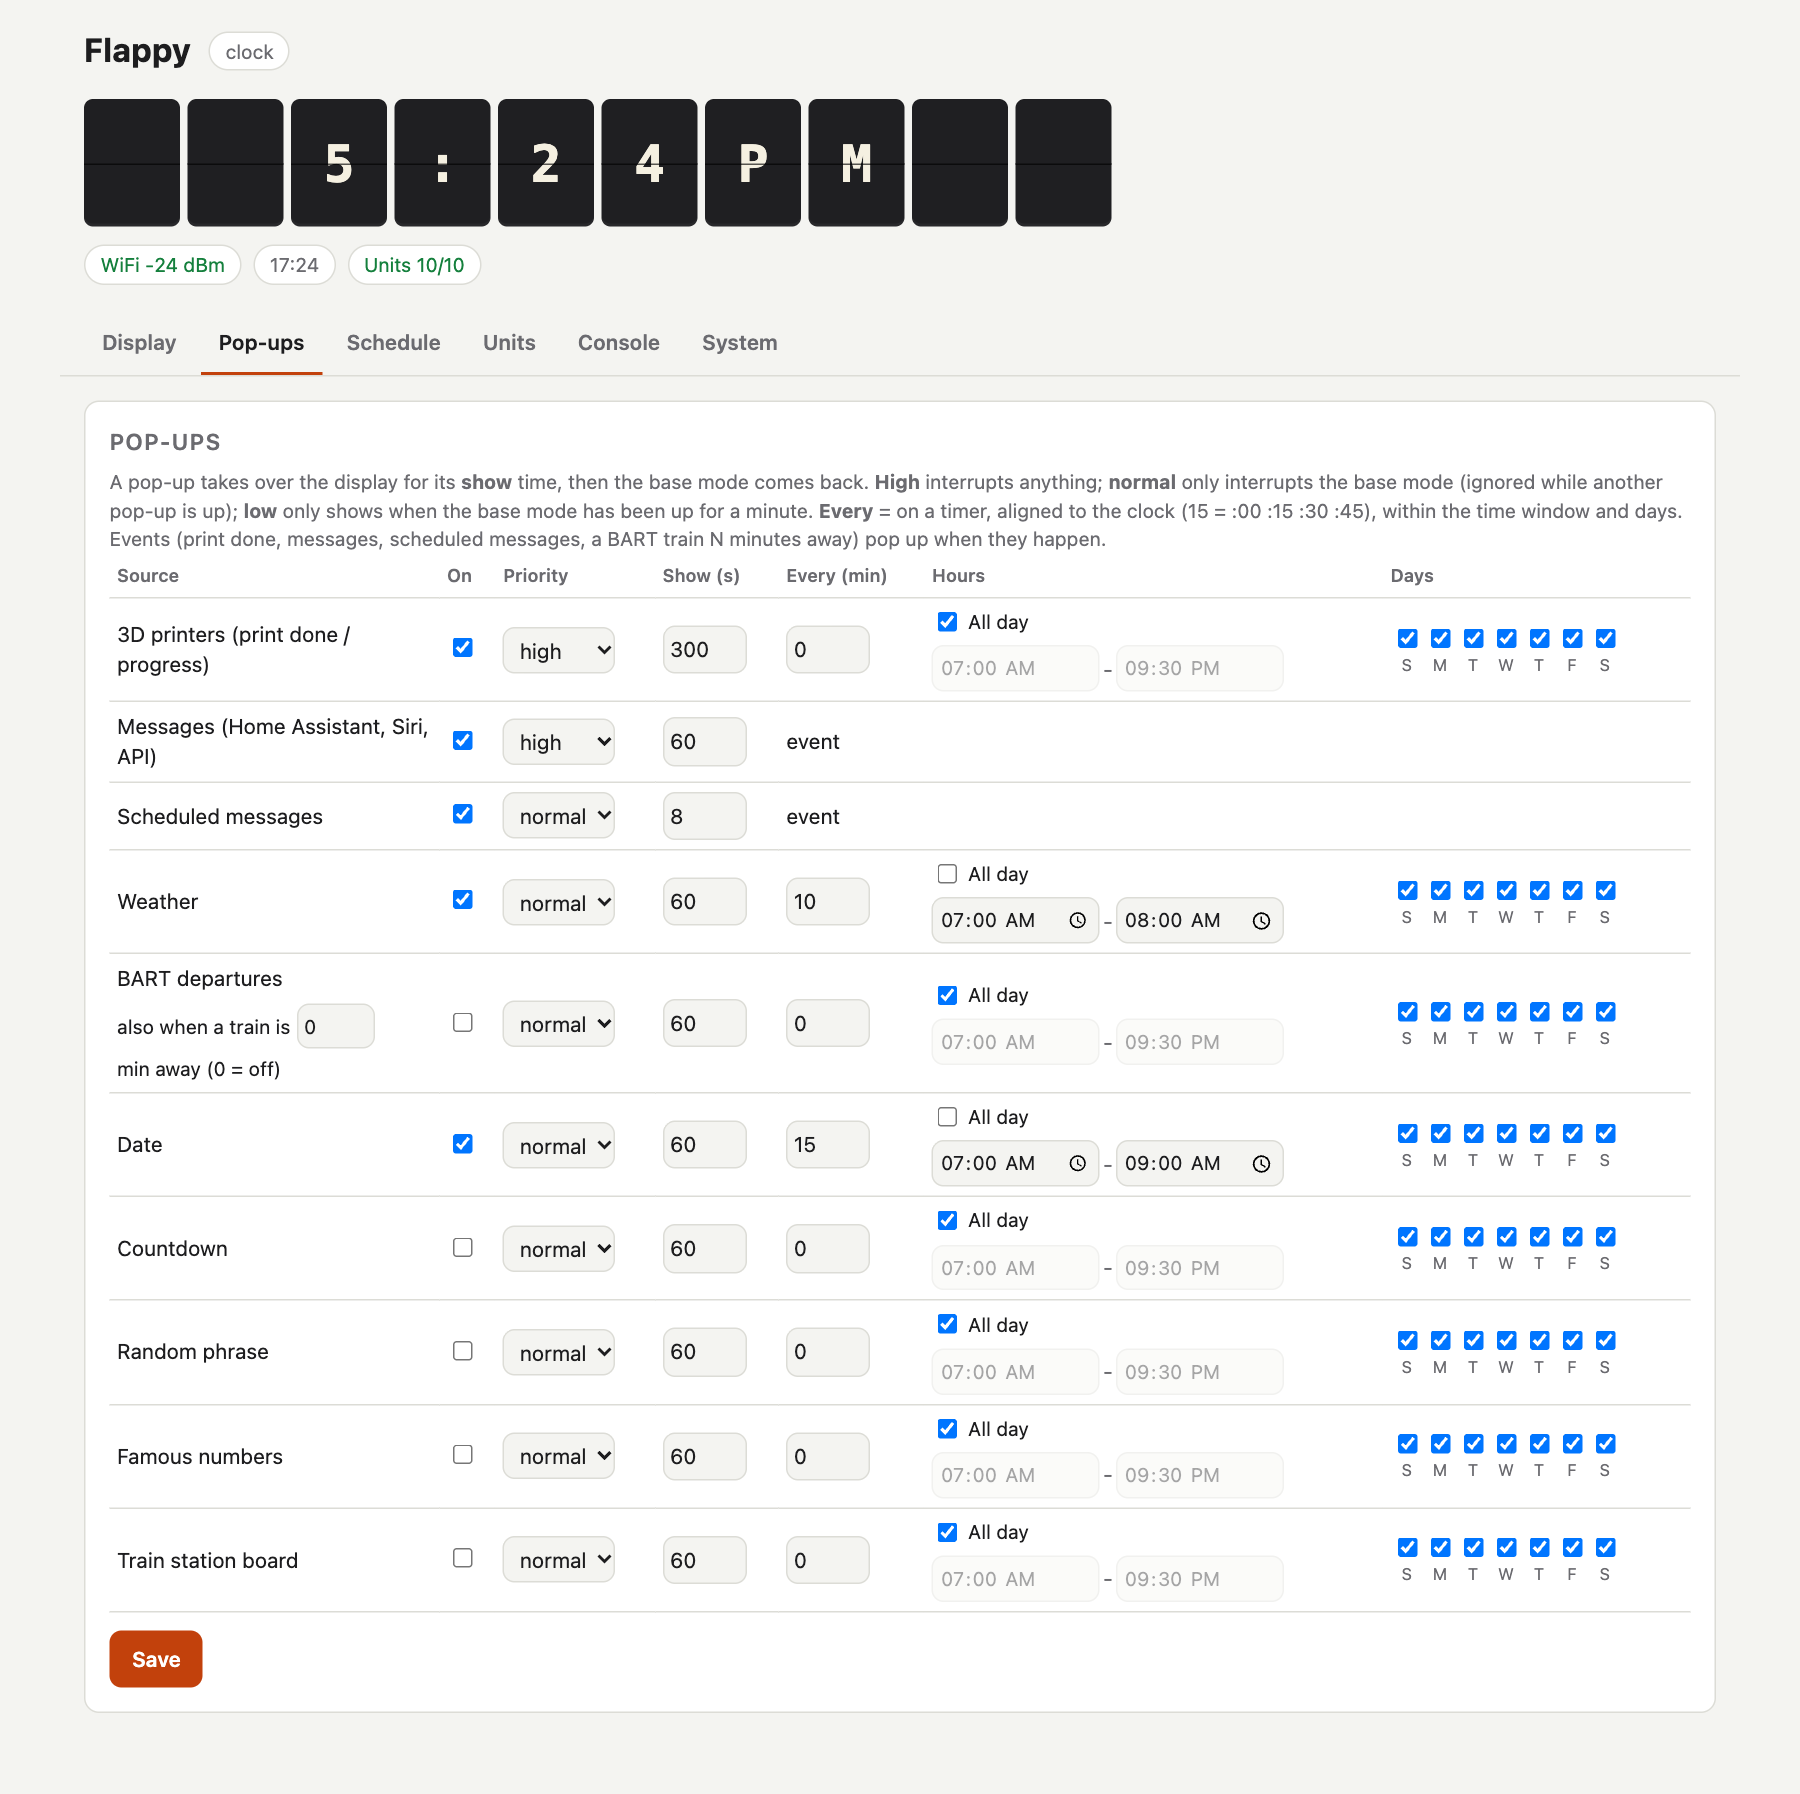 Flappy clock
5 : 2 4 P M
WiFi -24 dBm 17:24 Units 10/10
Display Pop-ups Schedule Units Console System
POP-UPS
A pop-up takes over the display for its show time, then the base mode comes back. High interrupts anything; normal only interrupts the base mode (ignored while another
pop-up is up); low only shows when the base mode has been up for a minute. Every = on a timer, aligned to the clock (15 = :00 :15 :30 :45), within the time window and days.
Events (print done, messages, scheduled messages, a BART train N minutes away) pop up when they happen.
Source On Priority Show (s) Every (min) Hours Days
3D printers (print done /
progress)
high 300 0
All day
07:00 AM - 09:30 PM
S M T W T F S
Messages (Home Assistant, Siri,
API)
high 60 event
Scheduled messages normal 8 event
Weather normal 60 10
All day
07:00 AM - 08:00 AM
S M T W T F S
BART departures
also when a train is 0
min away (0 = off)
normal 60 0
All day
07:00 AM - 09:30 PM
S M T W T F S
Date normal 60 15
All day
07:00 AM - 09:00 AM
S M T W T F S
Countdown normal 60 0
All day
07:00 AM - 09:30 PM
S M T W T F S
Random phrase normal 60 0
All day
07:00 AM - 09:30 PM
S M T W T F S
Famous numbers normal 60 0
All day
07:00 AM - 09:30 PM
S M T W T F S
Train station board normal 60 0
All day
07:00 AM - 09:30 PM
S M T W T F S
Save